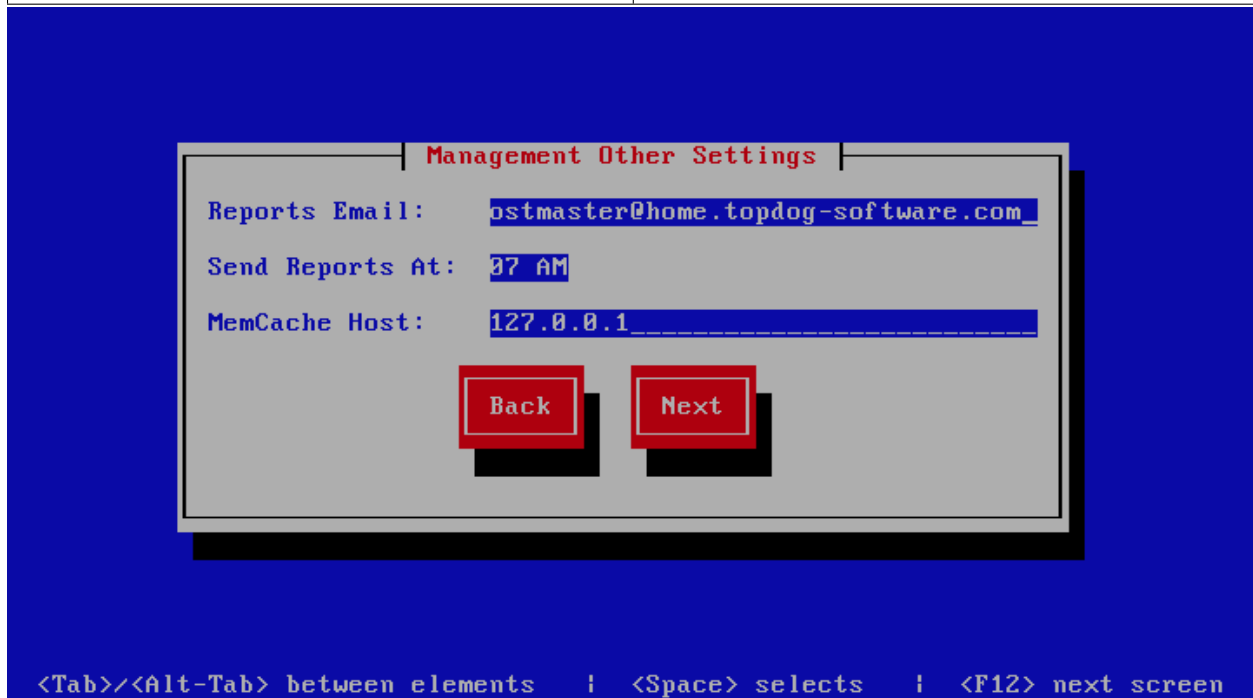 Management Other Settings
Reports Email: ostmaster@home.topdog-software.com_
Send Reports At: 07 AM
MemCache Host: 127.0.0.1__________________________
Back Next
<Tab>/<Alt-Tab> between elements | <Space> selects | <F12> next screen